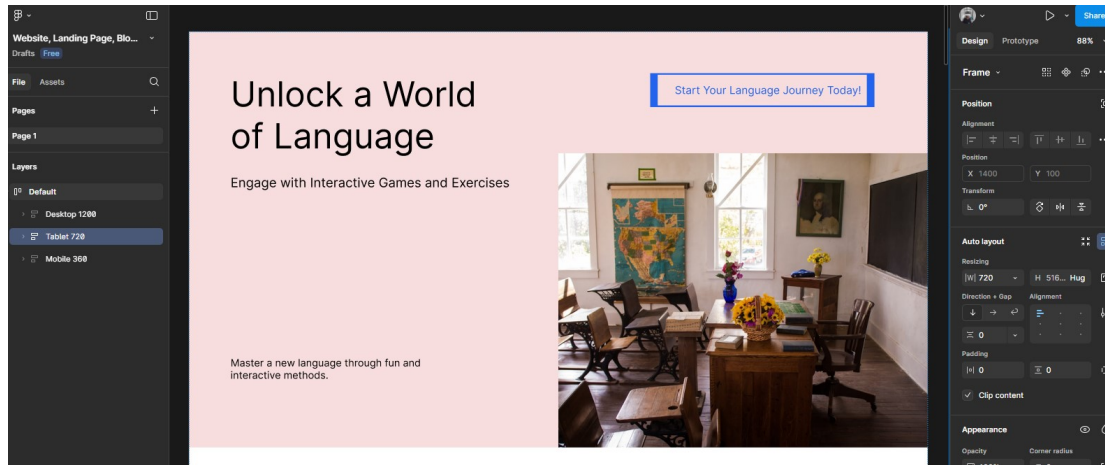 Website, Landing Page, Blo...
Drafts Free
File Assets
Pages
Page 1
Layers
Default
Desktop 1200
Tablet 720
Mobile 360
Unlock a World
of Language
Engage with Interactive Games and Exercises
Master a new language through fun and
interactive methods.
Start Your Language Journey Today!
Share
Design Prototype 88%
Frame
Position
Alignment
Position
X 1400 Y 100
Transform
0°
Auto layout
Resizing
W 720 H 516... Hug
Direction + Gap Alignment
0
Padding
0 0
Clip content
Appearance
Opacity Corner radius